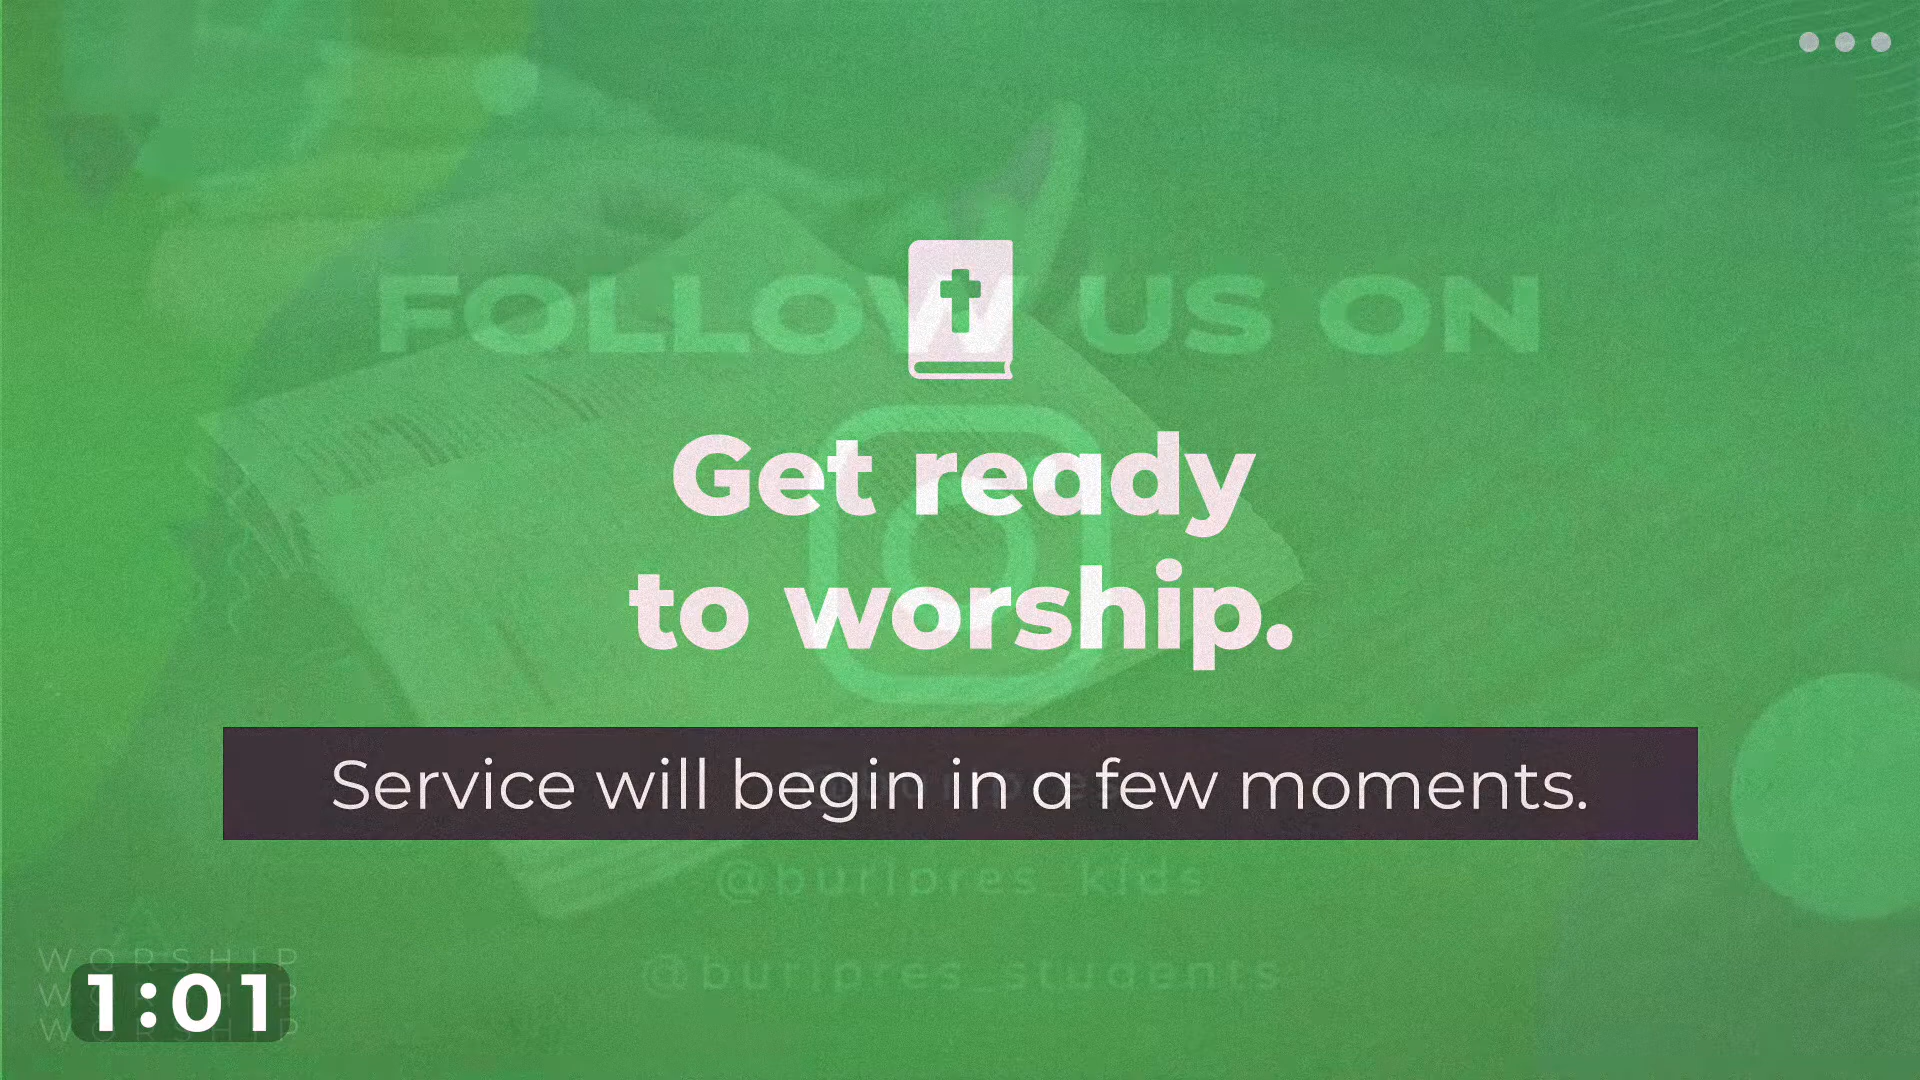 FOLLOW US ON
Get ready
to worship.
Service will begin in a few moments.
@burlpres
@burlpres_kids
@burlpres_students
WORSHIP
WORSHIP
WORSHIP
1:01